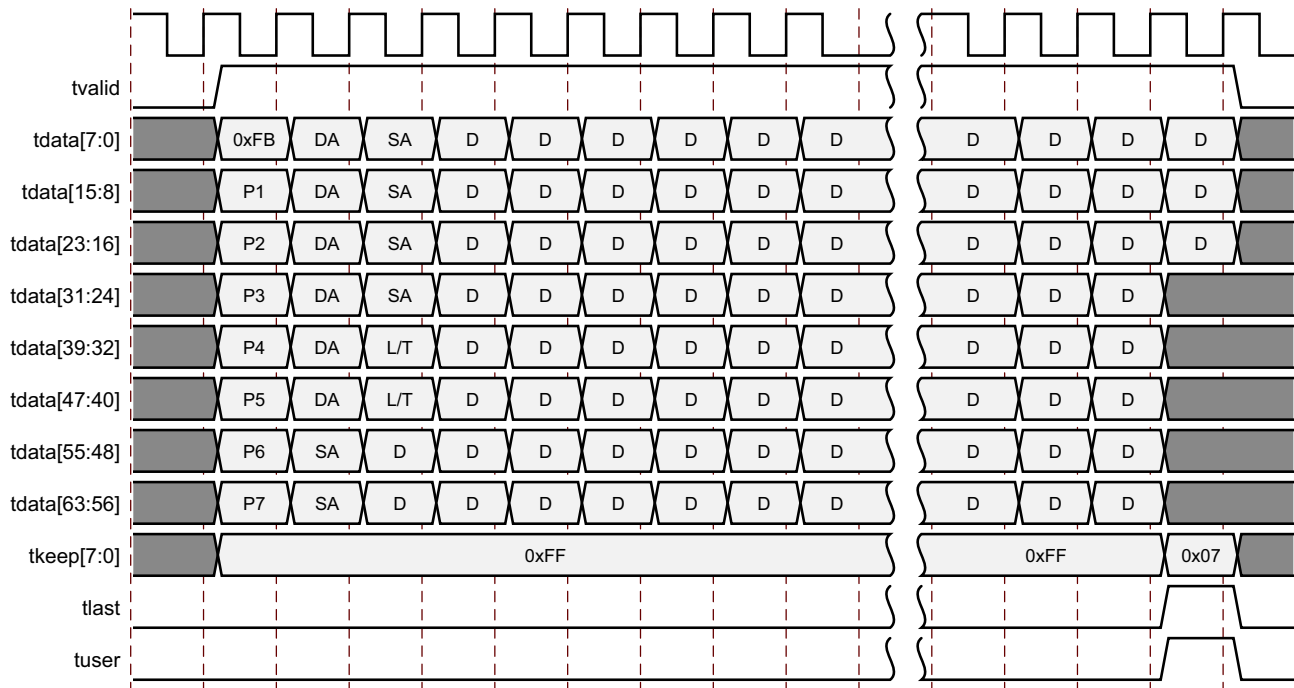 tvalid
tdata[7:0] 0xFB DA SA D D D D D D D D D D
tdata[15:8] P1 DA SA D D D D D D D D D D
tdata[23:16] P2 DA SA D D D D D D D D D D
tdata[31:24] P3 DA SA D D D D D D D D D
tdata[39:32] P4 DA L/T D D D D D D D D D
tdata[47:40] P5 DA L/T D D D D D D D D D
tdata[55:48] P6 SA D D D D D D D D D D
tdata[63:56] P7 SA D D D D D D D D D D
tkeep[7:0] 0xFF 0xFF 0x07
tlast
tuser